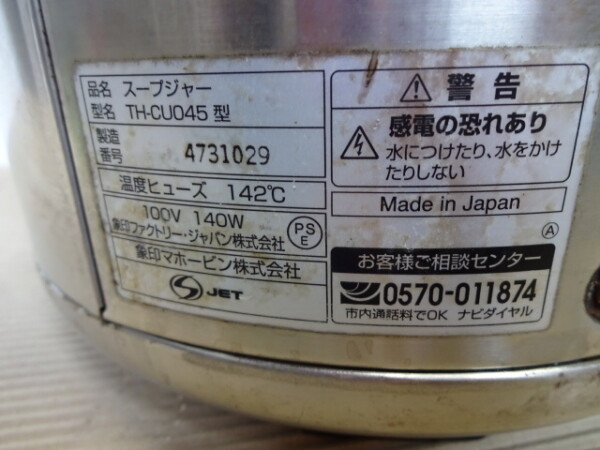 品名 スープジャー
型名 TH-CU045 型
製造番号 4731029
温度ヒューズ 142℃
100V 140W
象印ファクトリー・ジャパン株式会社
PS
E
象印マホービン株式会社
JET
警告
感電の恐れあり
水につけたり、水をかけ
たりしない
Made in Japan
A
お客様ご相談センター
0570-011874
市内通話料でOK ナビダイヤル